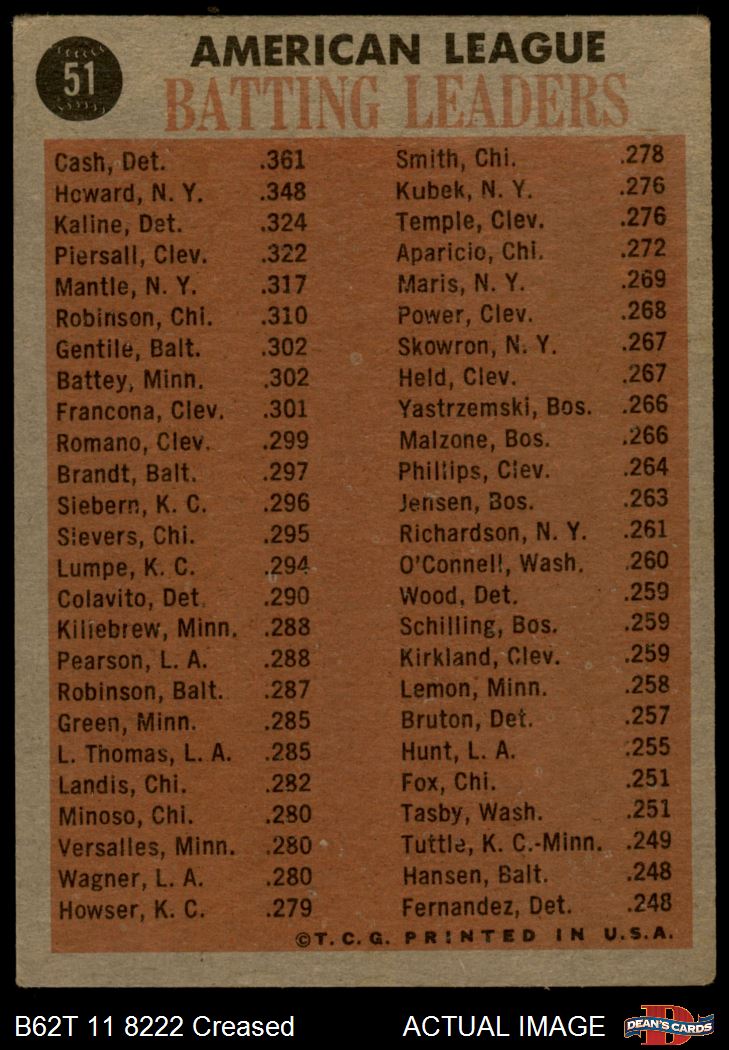 51
AMERICAN LEAGUE
BATTING LEADERS
Cash, Det. .361
Howard, N. Y. .348
Kaline, Det. .324
Piersall, Clev. .322
Mantle, N. Y. .317
Robinson, Chi. .310
Gentile, Balt. .302
Battey, Minn. .302
Francona, Clev. .301
Romano, Clev. .299
Brandt, Balt. .297
Siebern, K. C. .296
Sievers, Chi. .295
Lumpe, K. C. .294
Colavito, Det. .290
Killebrew, Minn. .288
Pearson, L. A. .288
Robinson, Balt. .287
Green, Minn. .285
L. Thomas, L. A. .285
Landis, Chi. .282
Minoso, Chi. .280
Versalles, Minn. .280
Wagner, L. A. .280
Howser, K. C. .279
Smith, Chi. .278
Kubek, N. Y. .276
Temple, Clev. .276
Aparicio, Chi. .272
Maris, N. Y. .269
Power, Clev. .268
Skowron, N. Y. .267
Held, Clev. .267
Yastrzemski, Bos. .266
Malzone, Bos. .266
Phillips, Clev. .264
Jensen, Bos. .263
Richardson, N. Y. .261
O'Connell, Wash. .260
Wood, Det. .259
Schilling, Bos. .259
Kirkland, Clev. .259
Lemon, Minn. .258
Bruton, Det. .257
Hunt, L. A. .255
Fox, Chi. .251
Tasby, Wash. .251
Tuttle, K. C.-Minn. .249
Hansen, Balt. .248
Fernandez, Det. .248
©T. C. G. PRINTED IN U.S.A.
B62T 11 8222 Creased ACTUAL IMAGE
D
DEAN'S CARDS